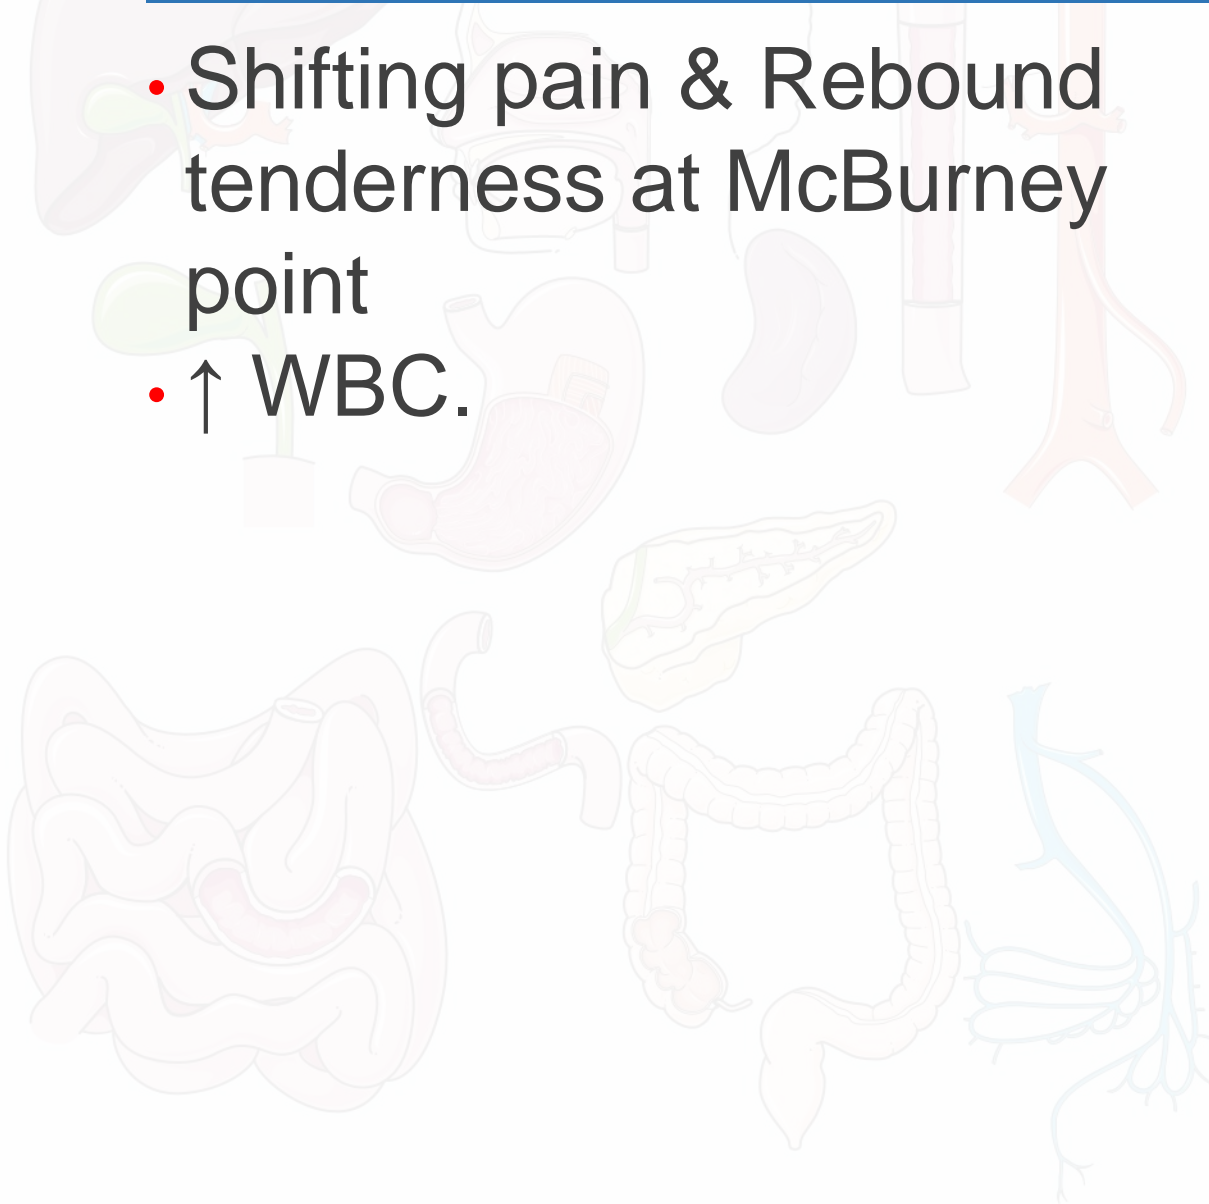 • Shifting pain & Rebound
tenderness at McBurney
point
• ↑ WBC.